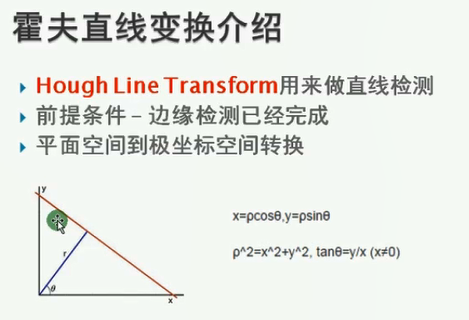 霍夫直线变换介绍
Hough Line Transform用来做直线检测
前提条件 – 边缘检测已经完成
平面空间到极坐标空间转换
y
x=ρcosθ,y=ρsinθ
ρ^2=x^2+y^2, tanθ=y/x (x≠0)
r
θ
x